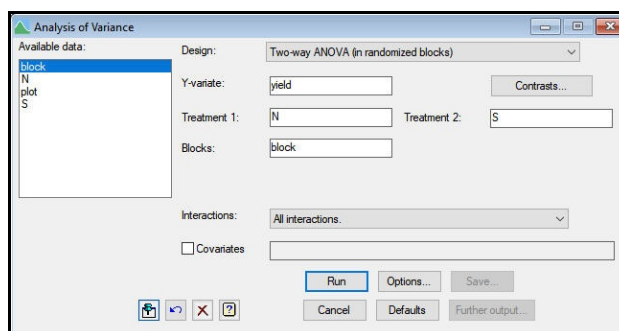 Analysis of Variance
Available data:
block
N
plot
S
Design:
Two-way ANOVA (in randomized blocks)
Y-variate:
yield
Contrasts...
Treatment 1:
N
Treatment 2:
S
Blocks:
block
Interactions:
All interactions.
Covariates
Run
Options...
Save...
Cancel
Defaults
Further output...